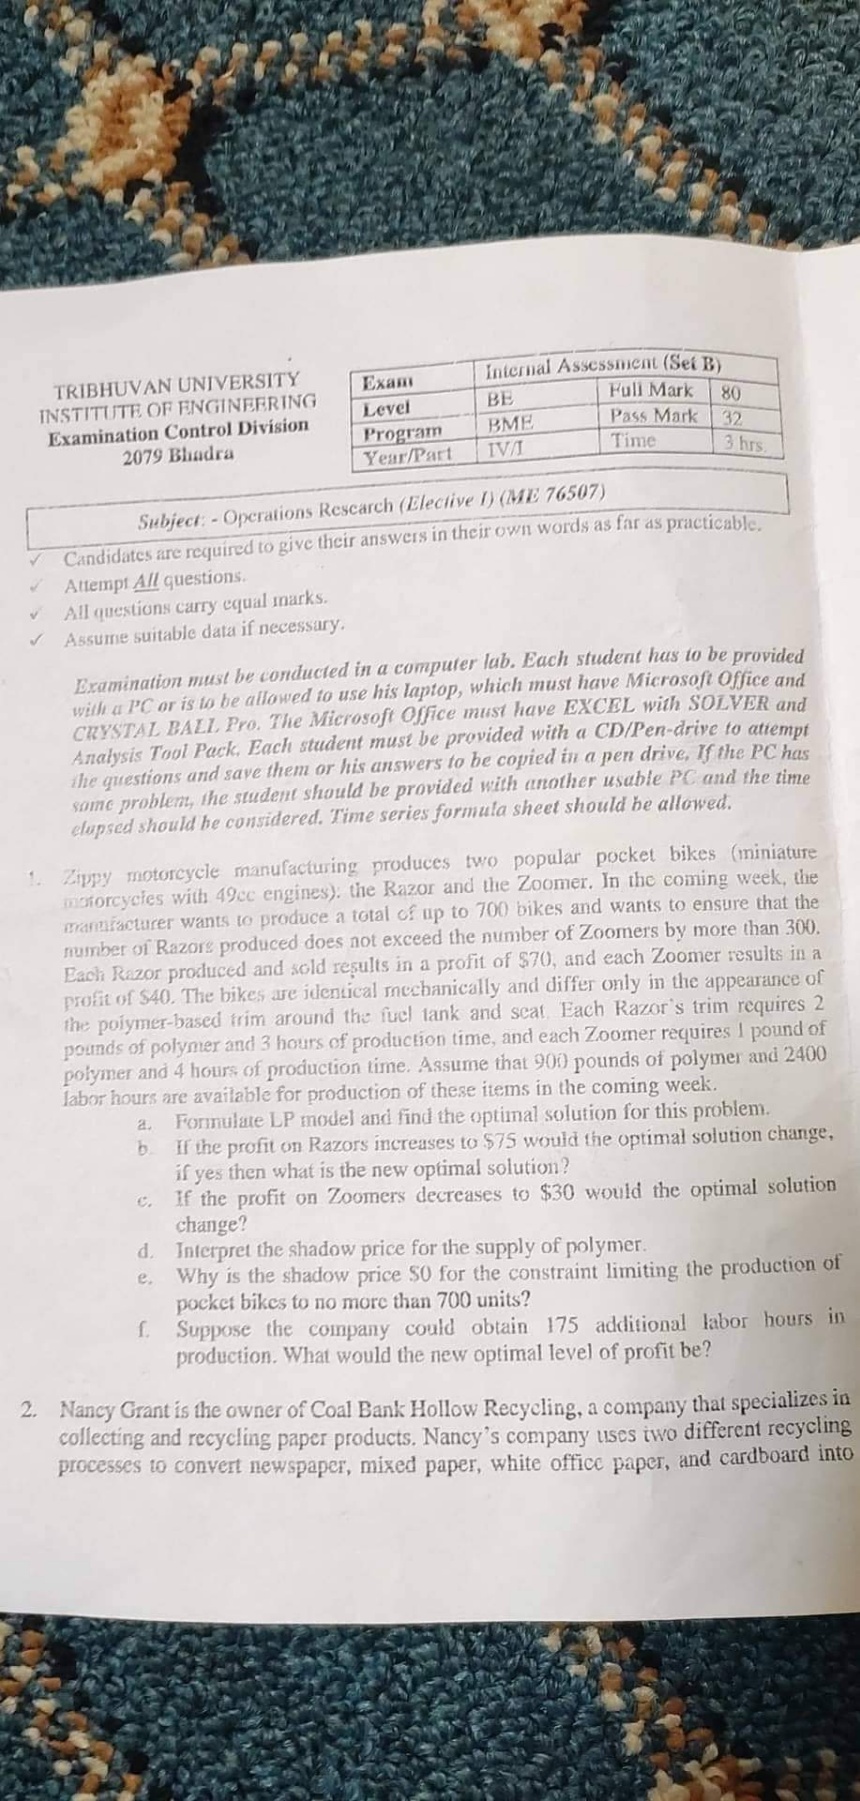 TRIBHUVAN UNIVERSITY
INSTITUTE OF ENGINEERING
Examination Control Division
2079 Bhadra
Exam Internal Assessment (Set B)
Level BE Full Mark 80
Program BME Pass Mark 32
Year/Part IV/I Time 3 hrs.
Subject: - Operations Research (Elective I) (ME 76507)
✓ Candidates are required to give their answers in their own words as far as practicable.
✓ Attempt All questions.
✓ All questions carry equal marks.
✓ Assume suitable data if necessary.
Examination must be conducted in a computer lab. Each student has to be provided
with a PC or is to be allowed to use his laptop, which must have Microsoft Office and
CRYSTAL BALL Pro. The Microsoft Office must have EXCEL with SOLVER and
Analysis Tool Pack. Each student must be provided with a CD/Pen-drive to attempt
the questions and save them or his answers to be copied in a pen drive. If the PC has
some problem, the student should be provided with another usable PC and the time
elapsed should be considered. Time series formula sheet should be allowed.
1. Zippy motorcycle manufacturing produces two popular pocket bikes (miniature
motorcycles with 49cc engines): the Razor and the Zoomer. In the coming week, the
manufacturer wants to produce a total of up to 700 bikes and wants to ensure that the
number of Razors produced does not exceed the number of Zoomers by more than 300.
Each Razor produced and sold results in a profit of $70, and each Zoomer results in a
profit of $40. The bikes are identical mechanically and differ only in the appearance of
the polymer-based trim around the fuel tank and seat. Each Razor's trim requires 2
pounds of polymer and 3 hours of production time, and each Zoomer requires 1 pound of
polymer and 4 hours of production time. Assume that 900 pounds of polymer and 2400
labor hours are available for production of these items in the coming week.
a. Formulate LP model and find the optimal solution for this problem.
b. If the profit on Razors increases to $75 would the optimal solution change,
if yes then what is the new optimal solution?
c. If the profit on Zoomers decreases to $30 would the optimal solution
change?
d. Interpret the shadow price for the supply of polymer.
e. Why is the shadow price $0 for the constraint limiting the production of
pocket bikes to no more than 700 units?
f. Suppose the company could obtain 175 additional labor hours in
production. What would the new optimal level of profit be?
2. Nancy Grant is the owner of Coal Bank Hollow Recycling, a company that specializes in
collecting and recycling paper products. Nancy's company uses two different recycling
processes to convert newspaper, mixed paper, white office paper, and cardboard into